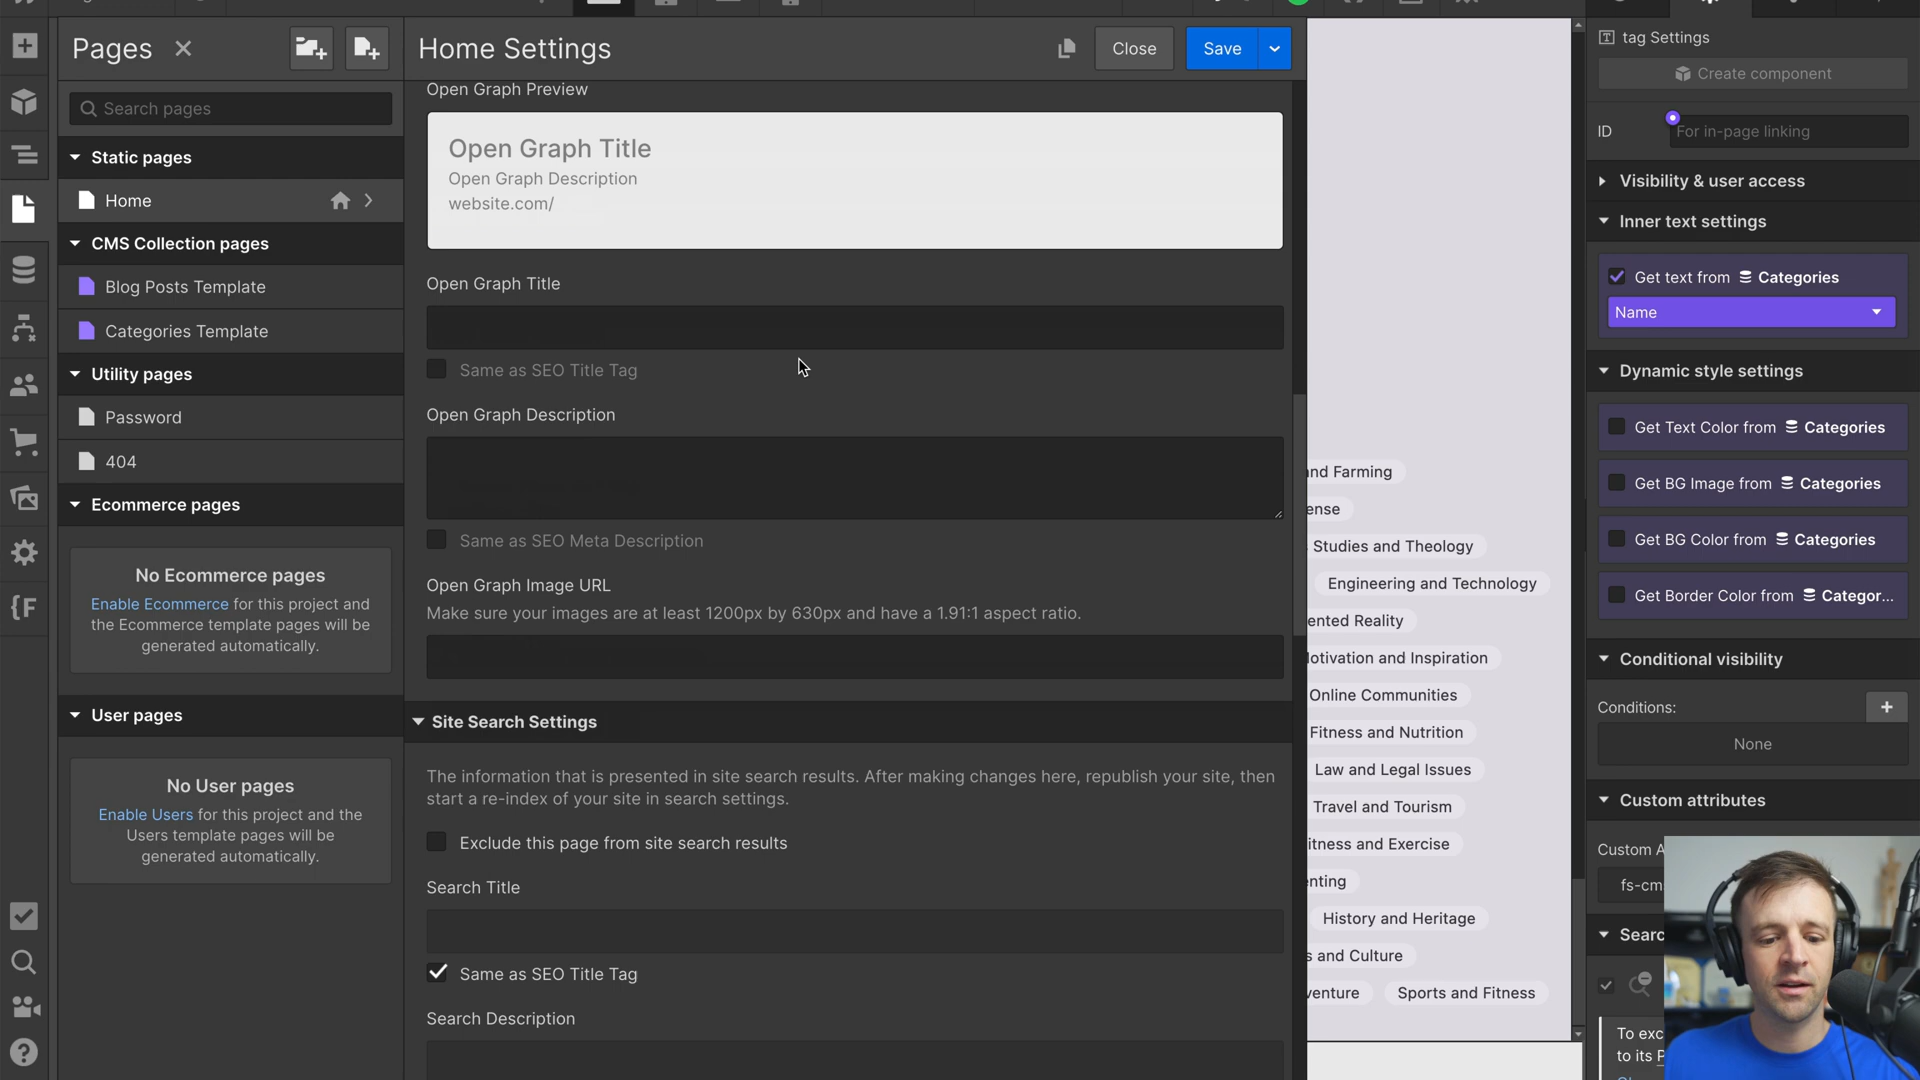 Pages
Search pages
Static pages
Home
CMS Collection pages
Blog Posts Template
Categories Template
Utility pages
Password
404
Ecommerce pages
No Ecommerce pages
Enable Ecommerce for this project and
the Ecommerce template pages will be
generated automatically.
User pages
No User pages
Enable Users for this project and the
Users template pages will be
generated automatically.
Home Settings
Close
Save
Open Graph Preview
Open Graph Title
Open Graph Description
website.com/
Open Graph Title
Same as SEO Title Tag
Open Graph Description
Same as SEO Meta Description
Open Graph Image URL
Make sure your images are at least 1200px by 630px and have a 1.91:1 aspect ratio.
Site Search Settings
The information that is presented in site search results. After making changes here, republish your site, then
start a re-index of your site in search settings.
Exclude this page from site search results
Search Title
Same as SEO Title Tag
Search Description
and Farming
Studies and Theology
Engineering and Technology
Reality
and Inspiration
Online Communities
Fitness and Nutrition
Law and Legal Issues
Travel and Tourism
and Exercise
History and Heritage
and Culture
Sports and Fitness
tag Settings
Create component
ID
For in-page linking
Visibility & user access
Inner text settings
Get text from Categories
Name
Dynamic style settings
Get Text Color from Categories
Get BG Image from Categories
Get BG Color from Categories
Get Border Color from Categor...
Conditional visibility
Conditions:
None
Custom attributes
Custom A
fs-cm
Searc
To exc
to its P